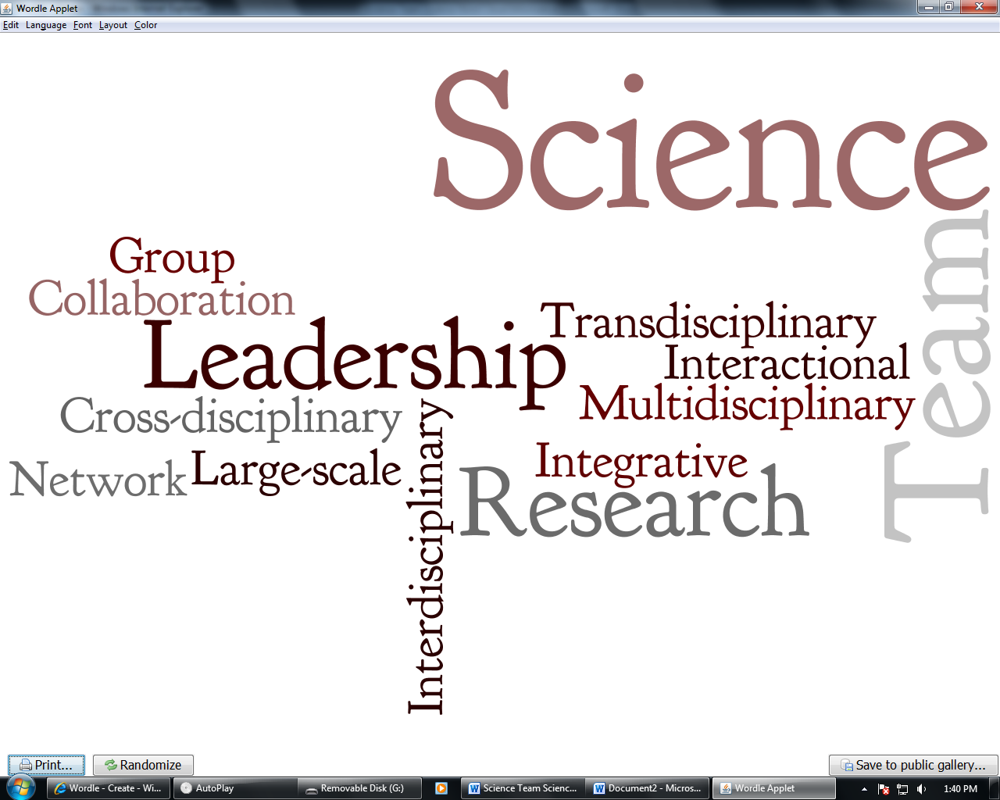 Wordle Applet
Edit Language Font Layout Color
Science
Team
Group
Collaboration
Leadership
Transdisciplinary
Interactional
Multidisciplinary
Cross-disciplinary
Interdisciplinary
Integrative
Large-scale
Network
Research
Print...
Randomize
Save to public gallery...
Wordle - Create - Wi...
AutoPlay
Removable Disk (G:)
Science Team Scienc...
Document2 - Micros...
Wordle Applet
1:40 PM